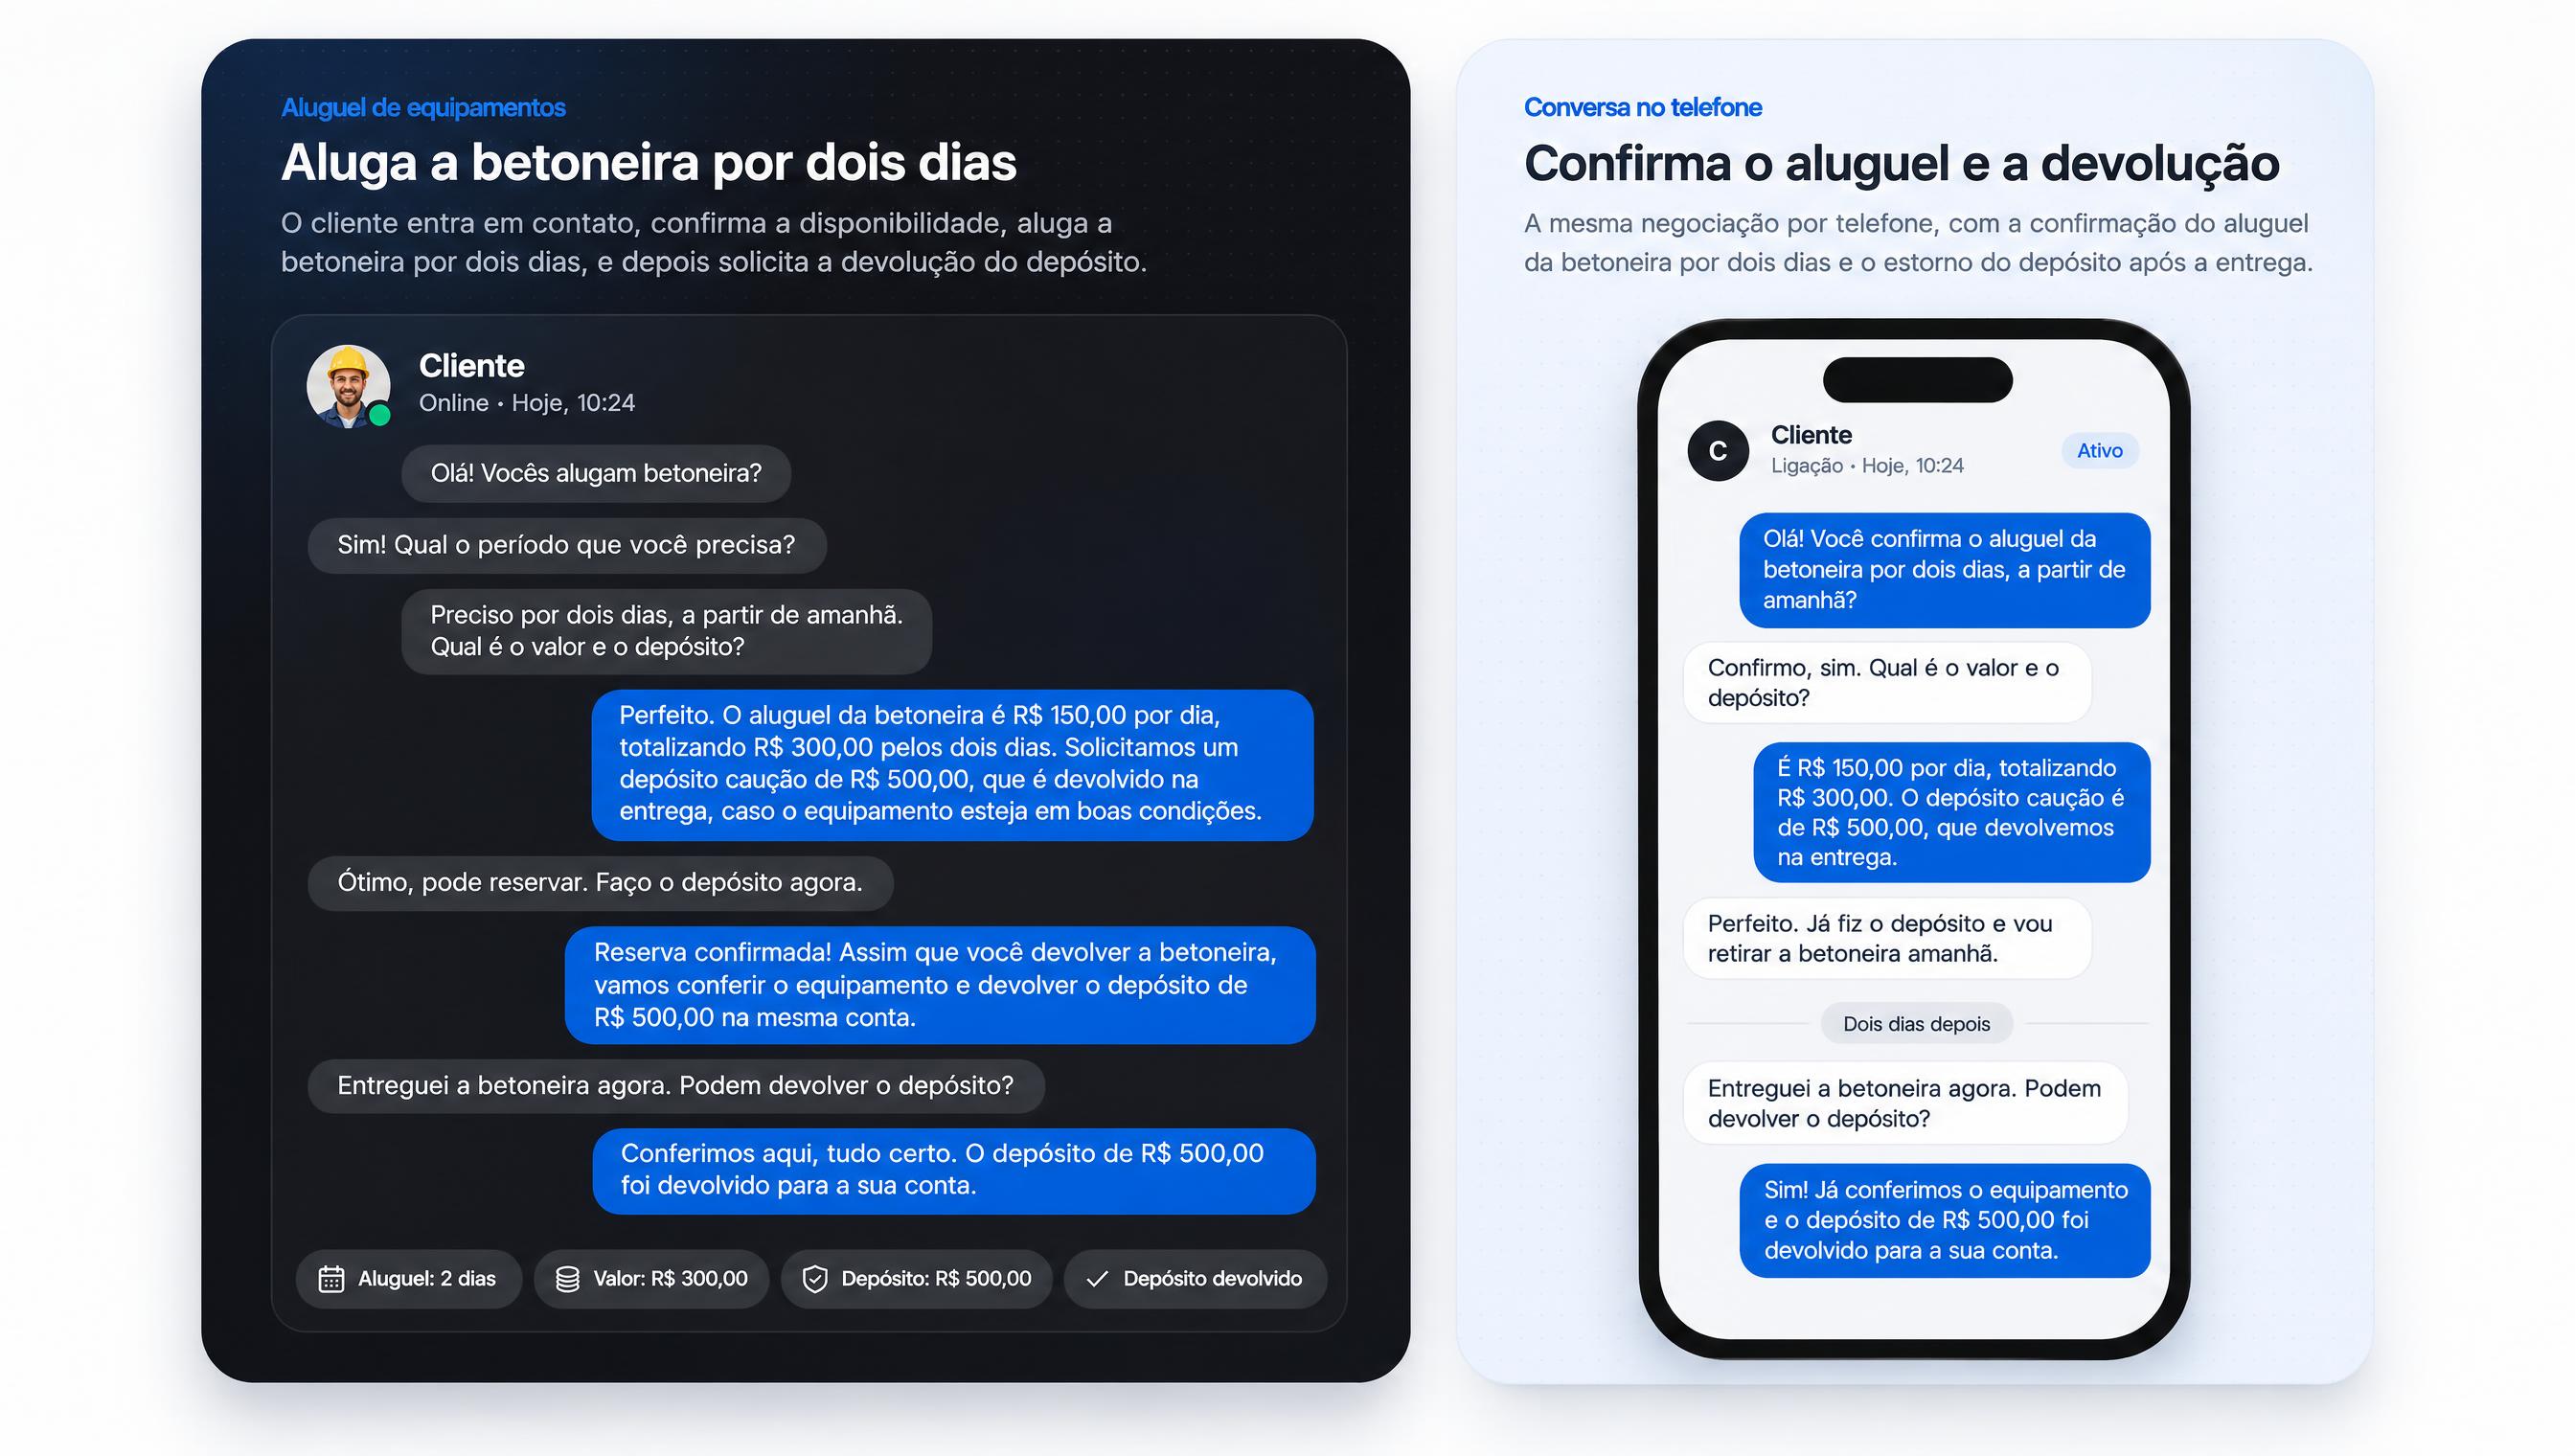 Aluguel de equipamentos
Aluga a betoneira por dois dias
O cliente entra em contato, confirma a disponibilidade, aluga a
betoneira por dois dias, e depois solicita a devolução do depósito.
Cliente
Online • Hoje, 10:24
Olá! Vocês alugam betoneira?
Sim! Qual o período que você precisa?
Preciso por dois dias, a partir de amanhã.
Qual é o valor e o depósito?
Perfeito. O aluguel da betoneira é R$ 150,00 por dia,
totalizando R$ 300,00 pelos dois dias. Solicitamos um
depósito caução de R$ 500,00, que é devolvido na
entrega, caso o equipamento esteja em boas condições.
Ótimo, pode reservar. Faço o depósito agora.
Reserva confirmada! Assim que você devolver a betoneira,
vamos conferir o equipamento e devolver o depósito de
R$ 500,00 na mesma conta.
Entreguei a betoneira agora. Podem devolver o depósito?
Conferimos aqui, tudo certo. O depósito de R$ 500,00
foi devolvido para a sua conta.
Aluguel: 2 dias
Valor: R$ 300,00
Depósito: R$ 500,00
Depósito devolvido
Conversa no telefone
Confirma o aluguel e a devolução
A mesma negociação por telefone, com a confirmação do aluguel
da betoneira por dois dias e o estorno do depósito após a entrega.
C
Cliente
Ligação • Hoje, 10:24
Ativo
Olá! Você confirma o aluguel da
betoneira por dois dias, a partir de
amanhã?
Confirmo, sim. Qual é o valor e o
depósito?
É R$ 150,00 por dia, totalizando
R$ 300,00. O depósito caução é
de R$ 500,00, que devolvemos
na entrega.
Perfeito. Já fiz o depósito e vou
retirar a betoneira amanhã.
Dois dias depois
Entreguei a betoneira agora. Podem
devolver o depósito?
Sim! Já conferimos o equipamento
e o depósito de R$ 500,00 foi
devolvido para a sua conta.